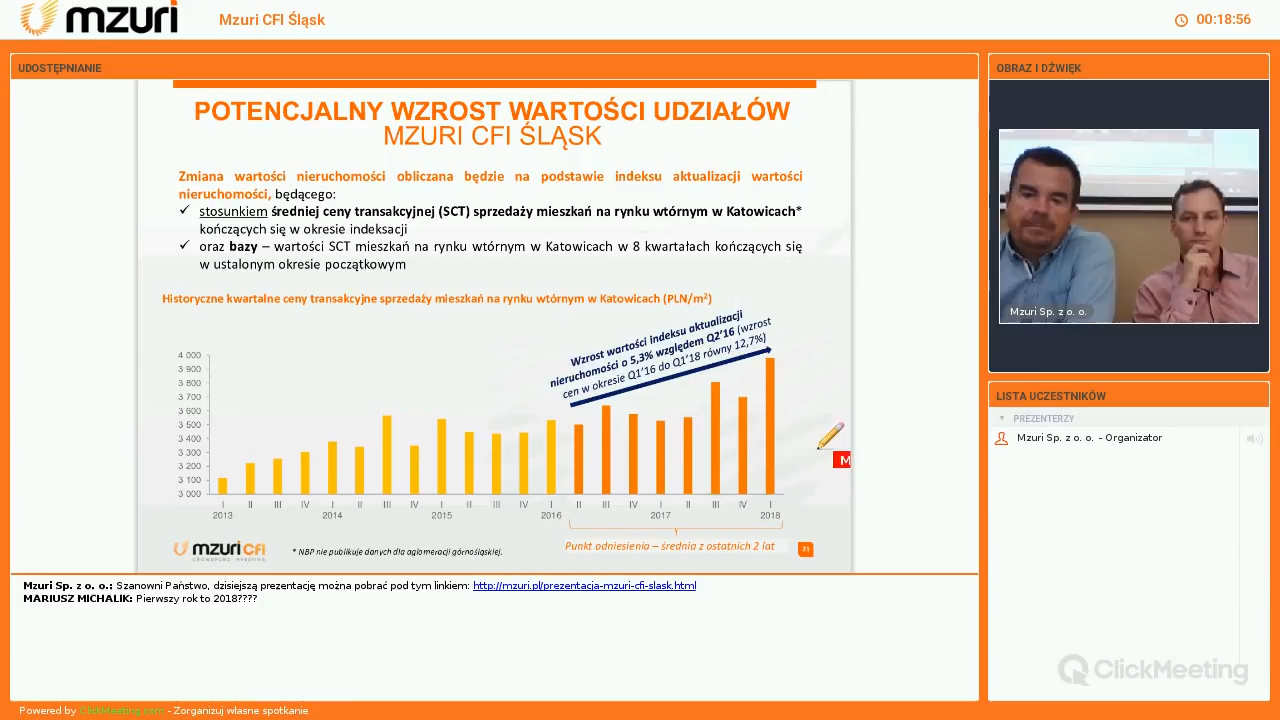 mzuri
Mzuri CFI Śląsk
00:18:56
UDOSTĘPNIANIE
POTENCJALNY WZROST WARTOŚCI UDZIAŁÓW
MZURI CFI ŚLĄSK
Zmiana wartości nieruchomości obliczana będzie na podstawie indeksu aktualizacji wartości
nieruchomości, będącego:
✓ stosunkiem średniej ceny transakcyjnej (SCT) sprzedaży mieszkań na rynku wtórnym w Katowicach*
kończących się w okresie indeksacji
✓ oraz bazy – wartości SCT mieszkań na rynku wtórnym w Katowicach w 8 kwartałach kończących się
w ustalonym okresie początkowym
Historyczne kwartalne ceny transakcyjne sprzedaży mieszkań na rynku wtórnym w Katowicach (PLN/m²)
Wzrost wartości indeksu aktualizacji
nieruchomości o 5,3% względem Q2'16 (wzrost
cen w okresie Q1'16 do Q1'18 równy 12,7%)
4 000
3 900
3 800
3 700
3 600
3 500
3 400
3 300
3 200
3 100
3 000
I II III IV I II III IV I II III IV I II III IV I II III IV I
2013 2014 2015 2016 2017 2018
M
Punkt odniesienia – średnia z ostatnich 2 lat
mzuri CFI
CROWDFUND INVESTING
* NBP nie publikuje danych dla aglomeracji górnośląskiej.
21
Mzuri Sp. z o. o.: Szanowni Państwo, dzisiejszą prezentację można pobrać pod tym linkiem: http://mzuri.pl/prezentacja-mzuri-cfi-slask.html
MARIUSZ MICHALIK: Pierwszy rok to 2018????
OBRAZ I DŹWIĘK
Mzuri Sp. z o. o.
LISTA UCZESTNIKÓW
PREZENTERZY
Mzuri Sp. z o. o. - Organizator
ClickMeeting
Powered by ClickMeeting.com - Zorganizuj własne spotkanie